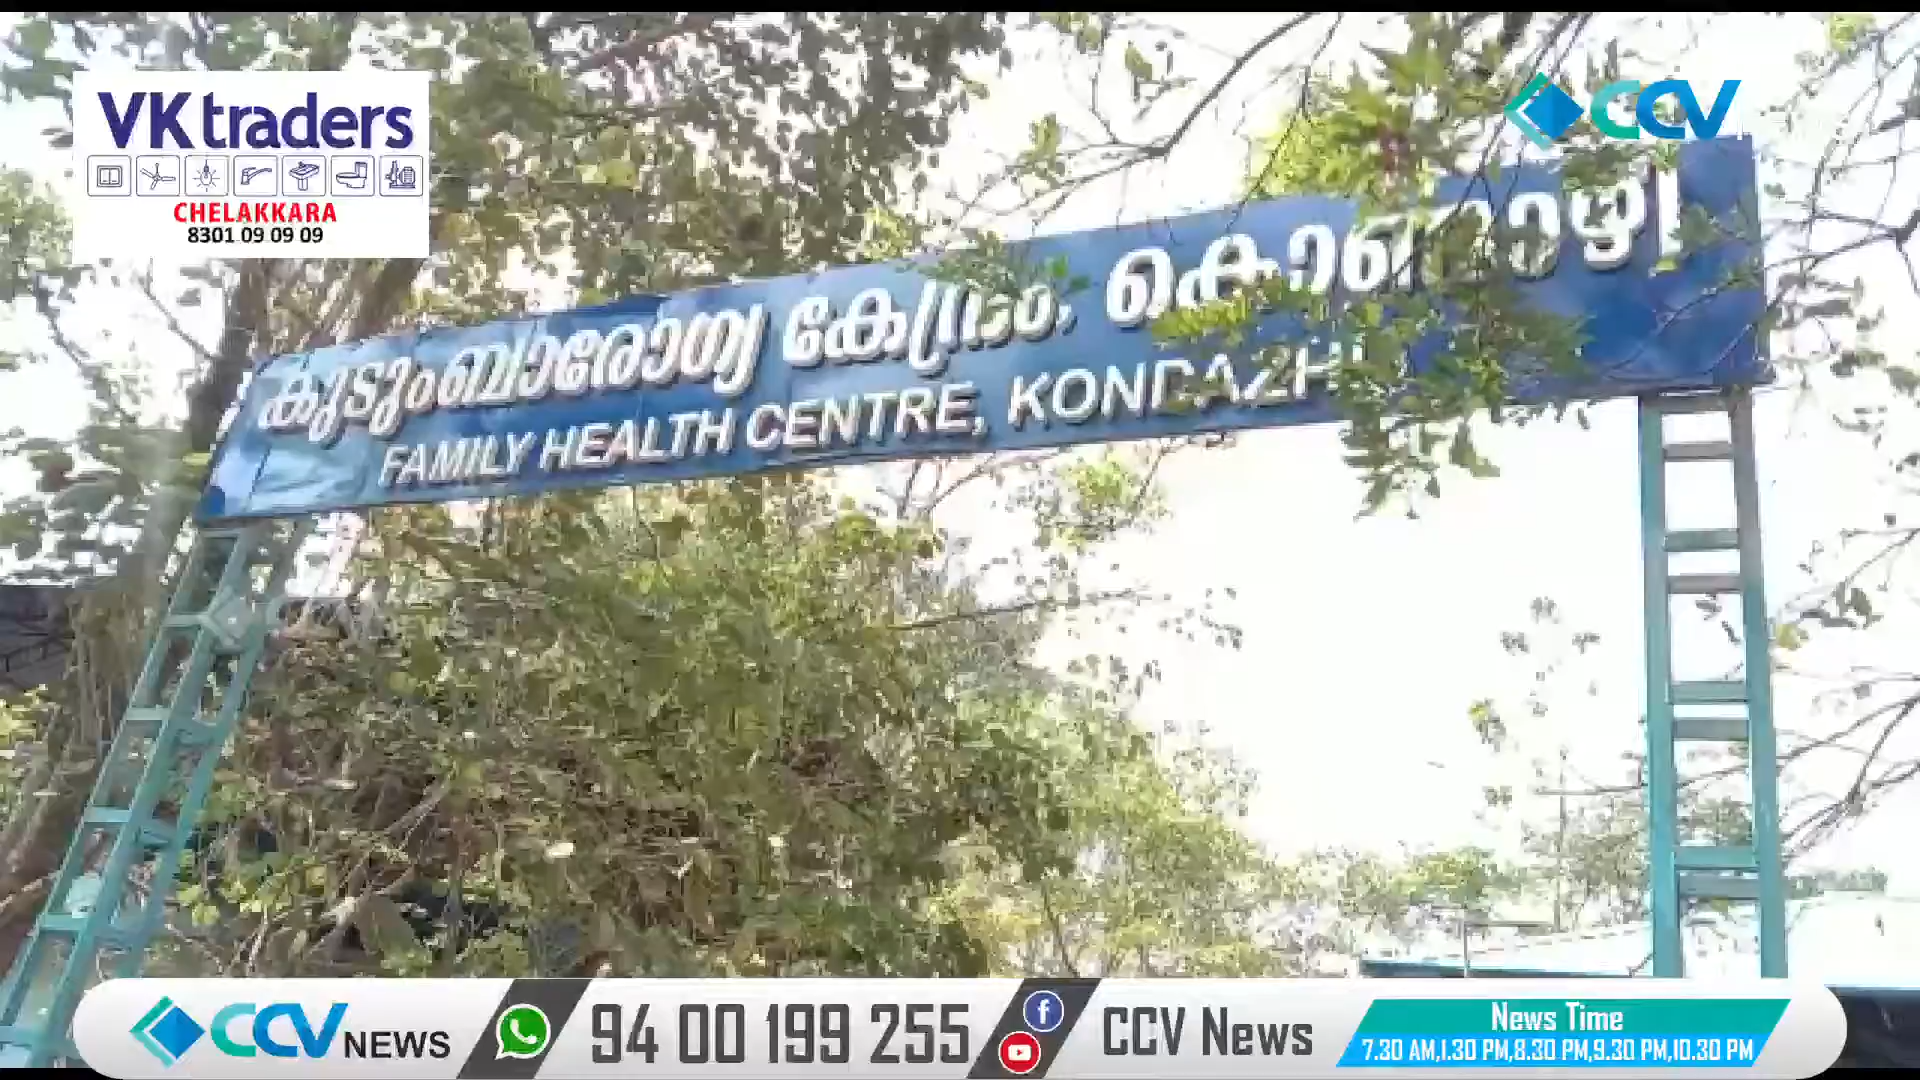 VK traders
CHELAKKARA
8301 09 09 09
CCV
കുടുംബാരോഗ്യ കേന്ദ്രം, കൊണ്ടാഴി
FAMILY HEALTH CENTRE, KONDAZHI
CCV NEWS
94 00 199 255
CCV News
News Time
7.30 AM,1.30 PM,8.30 PM,9.30 PM,10.30 PM